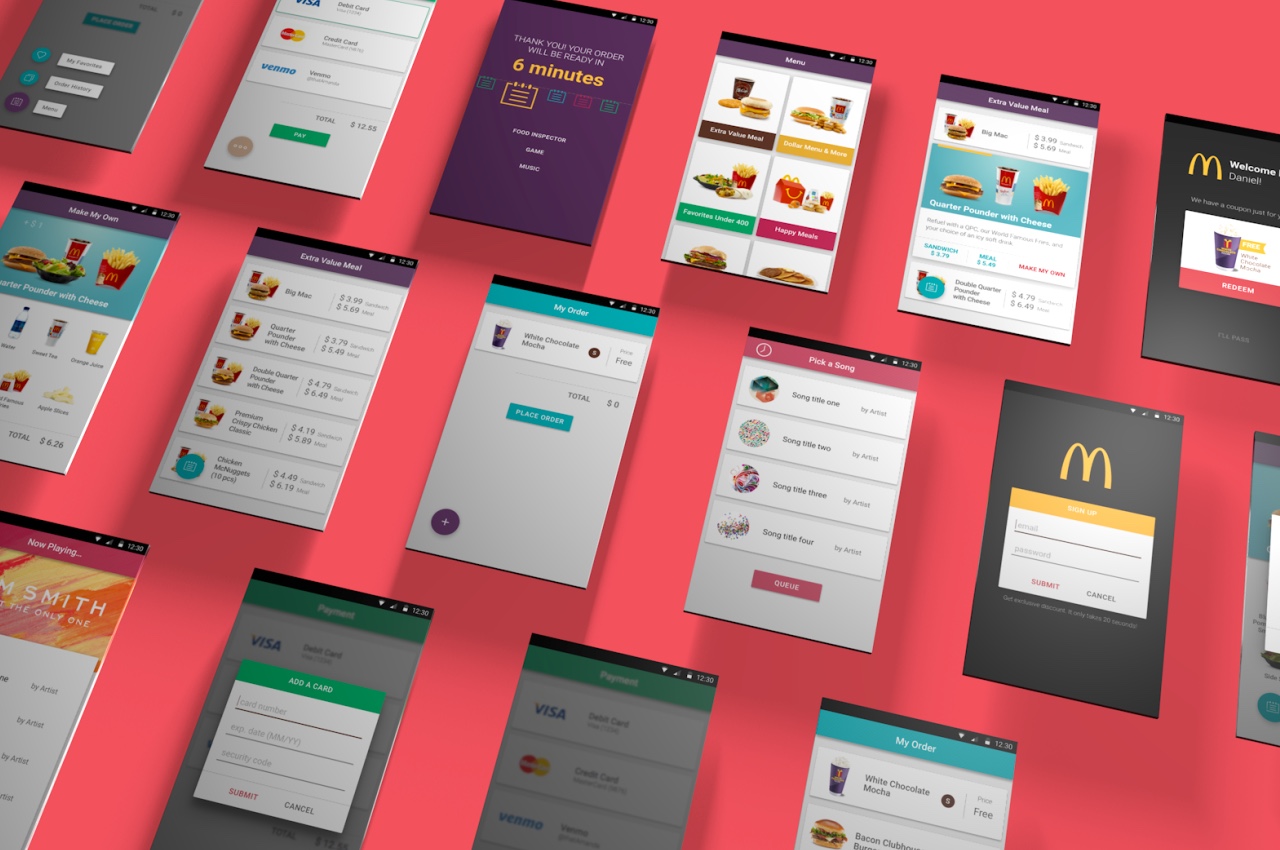 TOTAL $ 0
PLACE ORDER
My Favorites
Order History
Menu
VISA
Debit Card
Credit Card
MasterCard
venmo
Venmo
TOTAL $ 12.55
PAY
12:30
THANK YOU! YOUR ORDER
WILL BE READY IN
6 minutes
FOOD INSPECTOR
GAME
MUSIC
12:30
Menu
Extra Value Meal
Dollar Menu & More
Favorites Under 400
Happy Meals
12:30
Extra Value Meal
Big Mac
$ 3.99 Sandwich
$ 5.69 Meal
Quarter Pounder with Cheese
Refuel with a QPC, our World Famous Fries, and
your choice of an icy soft drink
SANDWICH
$ 3.79
MEAL
$ 5.49
MAKE MY OWN
Double Quarter
Pounder
with Cheese
$ 4.79 Sandwich
$ 6.49 Meal
Welcome
Daniel!
We have a coupon just for
FREE
White
Chocolate
Mocha
REDEEM
I'LL PASS
12:30
Make My Own
+ $ 1
uarter Pounder with Cheese
Water
Sweet Tea
Orange Juice
Apple Slices
TOTAL $ 6.26
12:30
Extra Value Meal
Big Mac
$ 3.99 Sandwich
$ 5.69 Meal
Quarter
Pounder
with Cheese
$ 3.79 Sandwich
$ 5.49 Meal
Double Quarter
Pounder
with Cheese
$ 4.79 Sandwich
$ 6.49 Meal
Premium
Crispy Chicken
Classic
$ 4.19 Sandwich
$ 5.89 Meal
Chicken
McNuggets
(10 pcs)
$ 4.49 Sandwich
$ 6.19 Meal
12:30
My Order
White Chocolate
Mocha
S
Price
Free
TOTAL $ 0
PLACE ORDER
+
12:30
Pick a Song
Song title one by Artist
Song title two by Artist
Song title three by Artist
Song title four by Artist
QUEUE
12:30
SIGN UP
email
password
SUBMIT CANCEL
Get exclusive discount. It only takes 20 seconds!
12:30
Now Playing...
M SMITH
THE ONLY ONE
by Artist
by Artist
by Artist
12:30
Payment
VISA
Debit Card
ADD A CARD
card number
exp. date (MM/YY)
security code
SUBMIT CANCEL
TOTAL $ 12.55
12:30
Payment
VISA
Debit Card
Credit Card
venmo
Venmo
12:30
My Order
White Chocolate
Mocha
S
Price
Free
Bacon Clubhouse